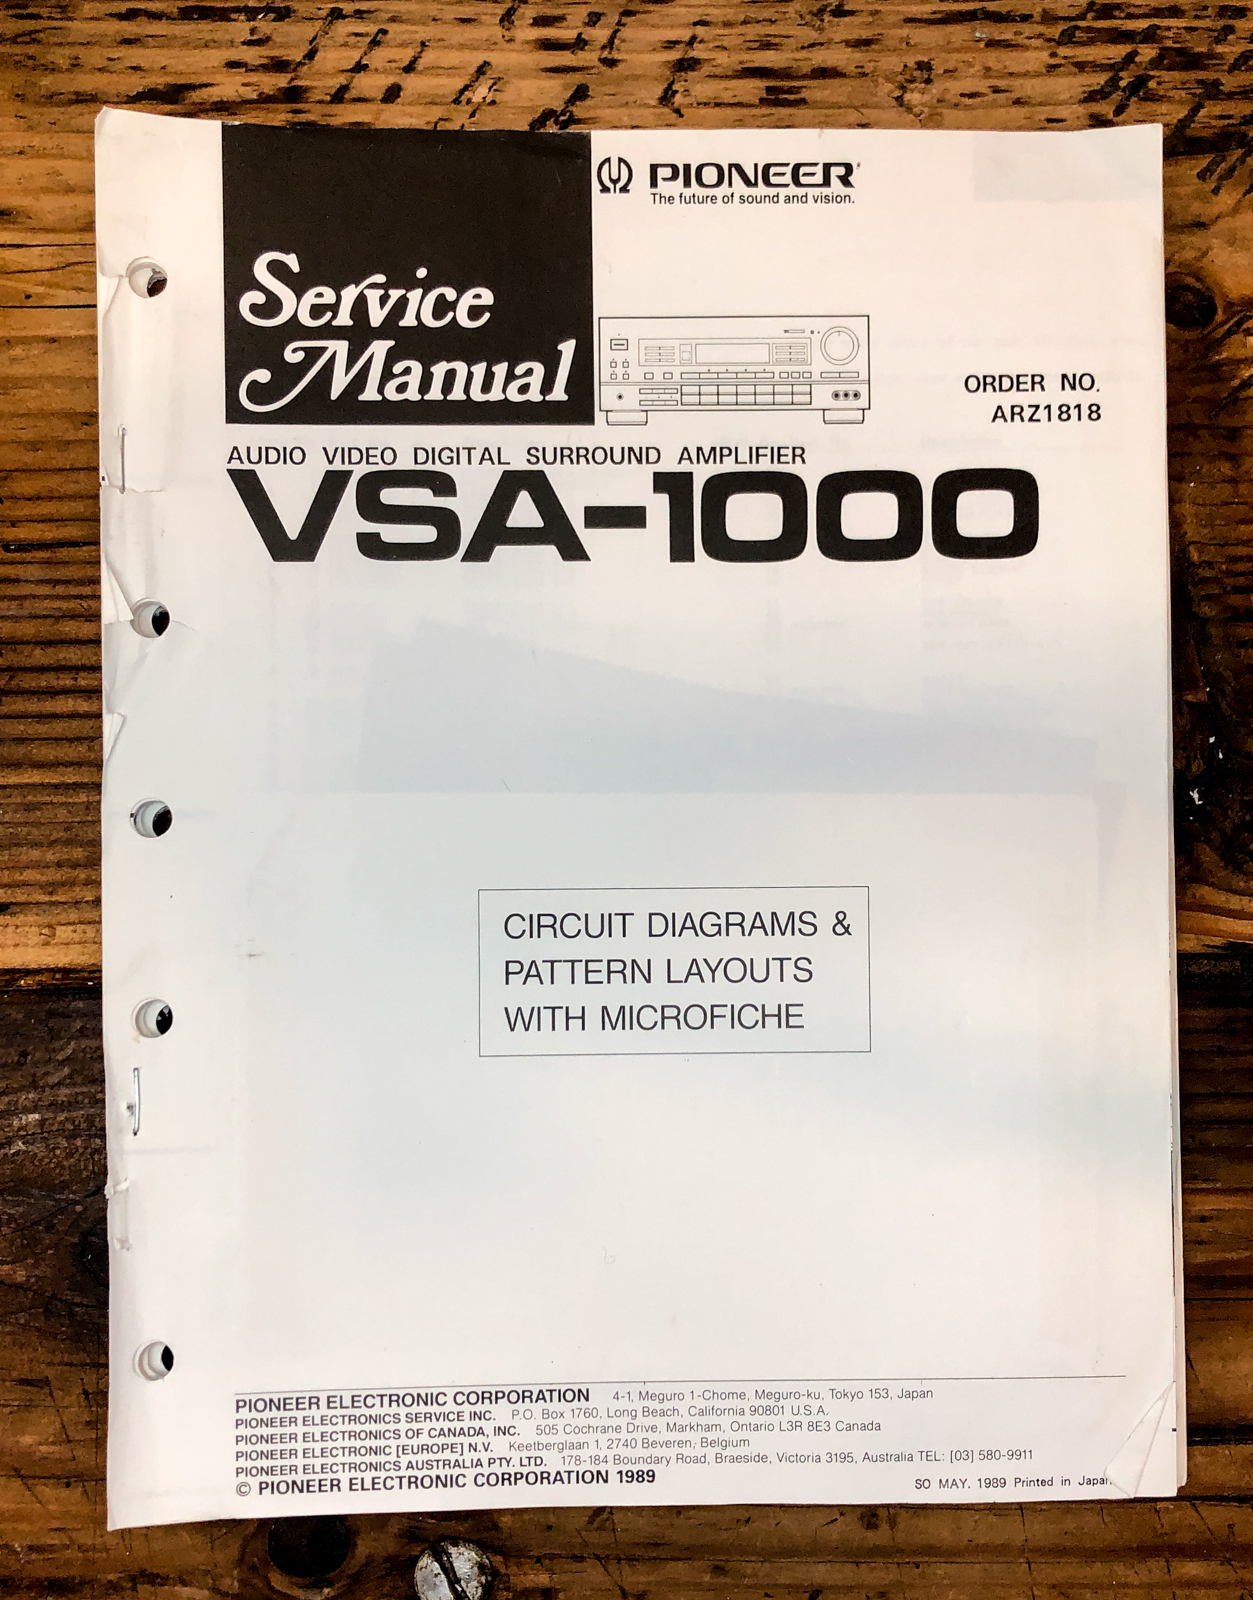 PIONEER
The future of sound and vision.
Service
Manual
ORDER NO.
ARZ1818
AUDIO VIDEO DIGITAL SURROUND AMPLIFIER
VSA-1000
CIRCUIT DIAGRAMS &
PATTERN LAYOUTS
WITH MICROFICHE
PIONEER ELECTRONIC CORPORATION 4-1, Meguro 1-Chome, Meguro-ku, Tokyo 153, Japan
PIONEER ELECTRONICS SERVICE INC. P.O. Box 1760, Long Beach, California 90801 U.S.A.
PIONEER ELECTRONICS OF CANADA, INC. 505 Cochrane Drive, Markham, Ontario L3R 8E3 Canada
PIONEER ELECTRONIC [EUROPE] N.V. Keetberglaan 1, 2740 Beveren, Belgium
PIONEER ELECTRONICS AUSTRALIA PTY. LTD. 178-184 Boundary Road, Braeside, Victoria 3195, Australia TEL: [03] 580-9911
© PIONEER ELECTRONIC CORPORATION 1989
SO MAY. 1989 Printed in Japan